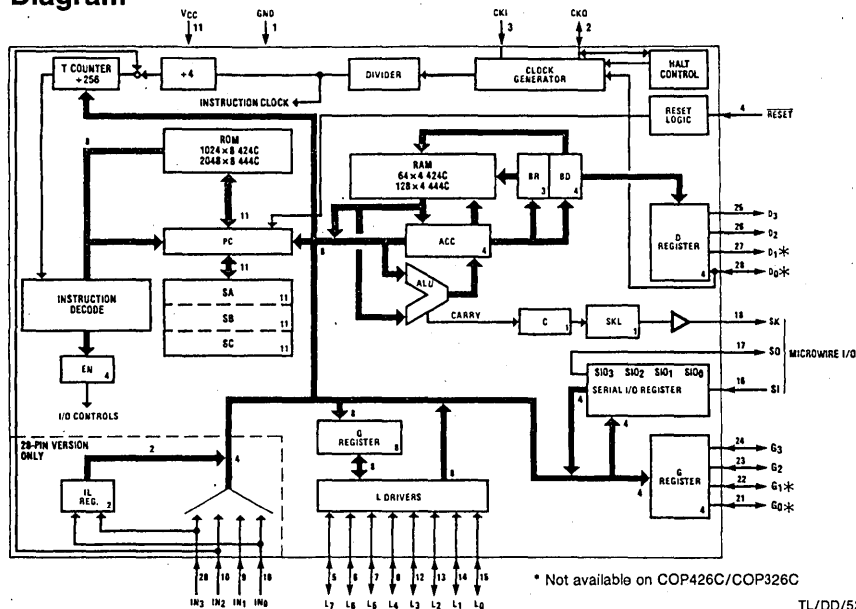 Diagram
VCC GND CKI CKO
11 1 3 2
T COUNTER
÷256
÷4
DIVIDER
CLOCK
GENERATOR
HALT
CONTROL
INSTRUCTION CLOCK
RESET
LOGIC
4 RESET
8
ROM
1024×8 424C
2048×8 444C
RAM
64×4 424C
128×4 444C
BR
3
BD
4
11
PC
8
ACC
4
D
REGISTER
4
25 D3
26 D2
27 D1*
28 D0*
11
ALU
INSTRUCTION
DECODE
SA
11
SB
11
SC
11
CARRY
C
1
SKL
1
18 SK
17 SO
MICROWIRE I/O
16 SI
EN
4
I/O CONTROLS
SIO3 SIO2 SIO1 SIO0
SERIAL I/O REGISTER
4
4
28-PIN VERSION
ONLY
2
4
IL
REG.
2
8
Q
REGISTER
8
8
8
L DRIVERS
4
G
REGISTER
4
24 G3
23 G2
22 G1*
21 G0*
20 10 9 19
IN3 IN2 IN1 IN0
5 6 7 8 12 13 14 15
L7 L6 L5 L4 L3 L2 L1 L0
* Not available on COP426C/COP326C
TL/DD/52